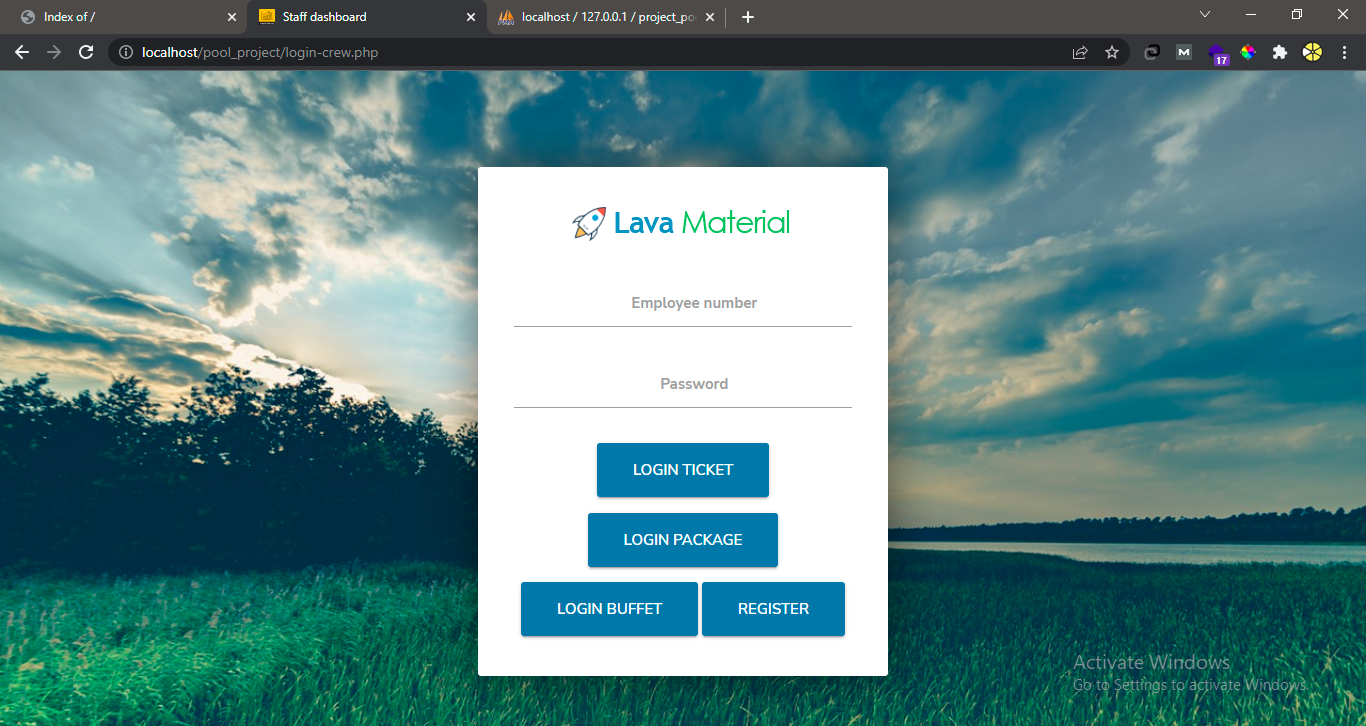 Index of /
Staff dashboard
localhost / 127.0.0.1 / project_po
localhost/pool_project/login-crew.php
M
17
Lava Material
Employee number
Password
LOGIN TICKET
LOGIN PACKAGE
LOGIN BUFFET
REGISTER
Activate Windows
Go to Settings to activate Windows.